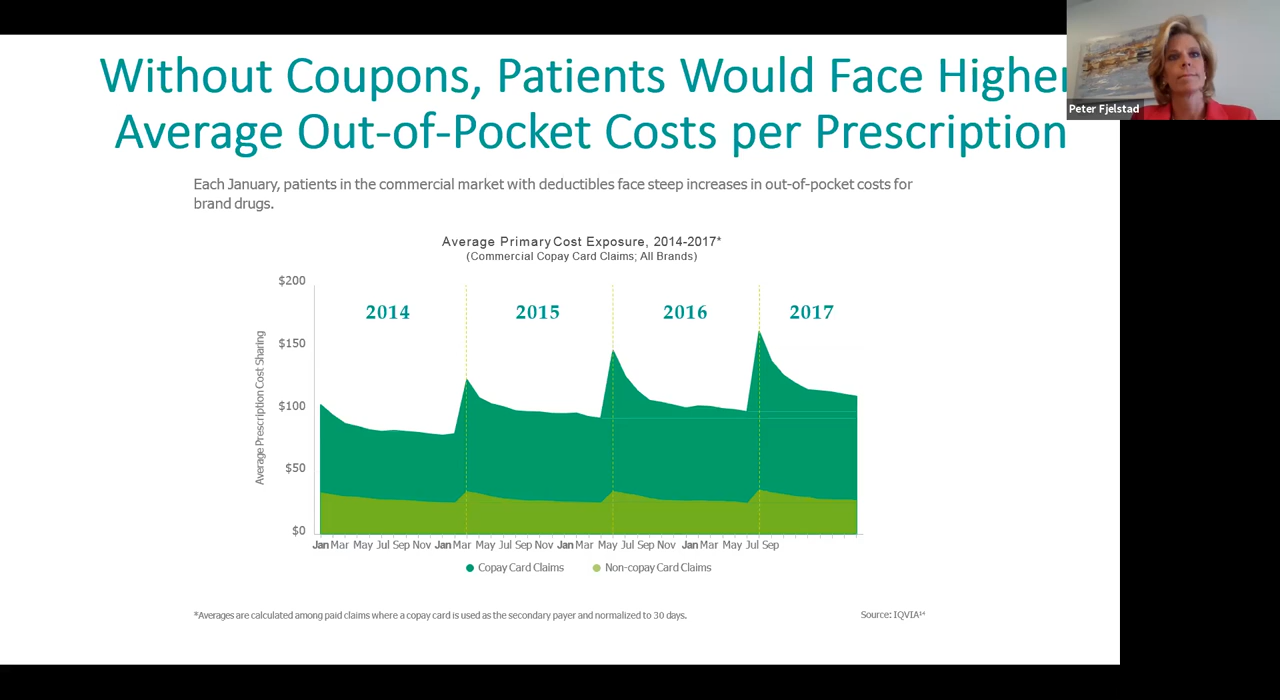 Without Coupons, Patients Would Face Higher
Average Out-of-Pocket Costs per Prescription
Peter Fjelstad
Each January, patients in the commercial market with deductibles face steep increases in out-of-pocket costs for
brand drugs.
Average Primary Cost Exposure, 2014-2017*
(Commercial Copay Card Claims; All Brands)
Average Prescription Cost Sharing
$200
$150
$100
$50
$0
2014 2015 2016 2017
Jan Mar May Jul Sep Nov Jan Mar May Jul Sep Nov Jan Mar May Jul Sep Nov Jan Mar May Jul Sep
Copay Card Claims Non-copay Card Claims
*Averages are calculated among paid claims where a copay card is used as the secondary payer and normalized to 30 days.
Source: IQVIA¹⁴